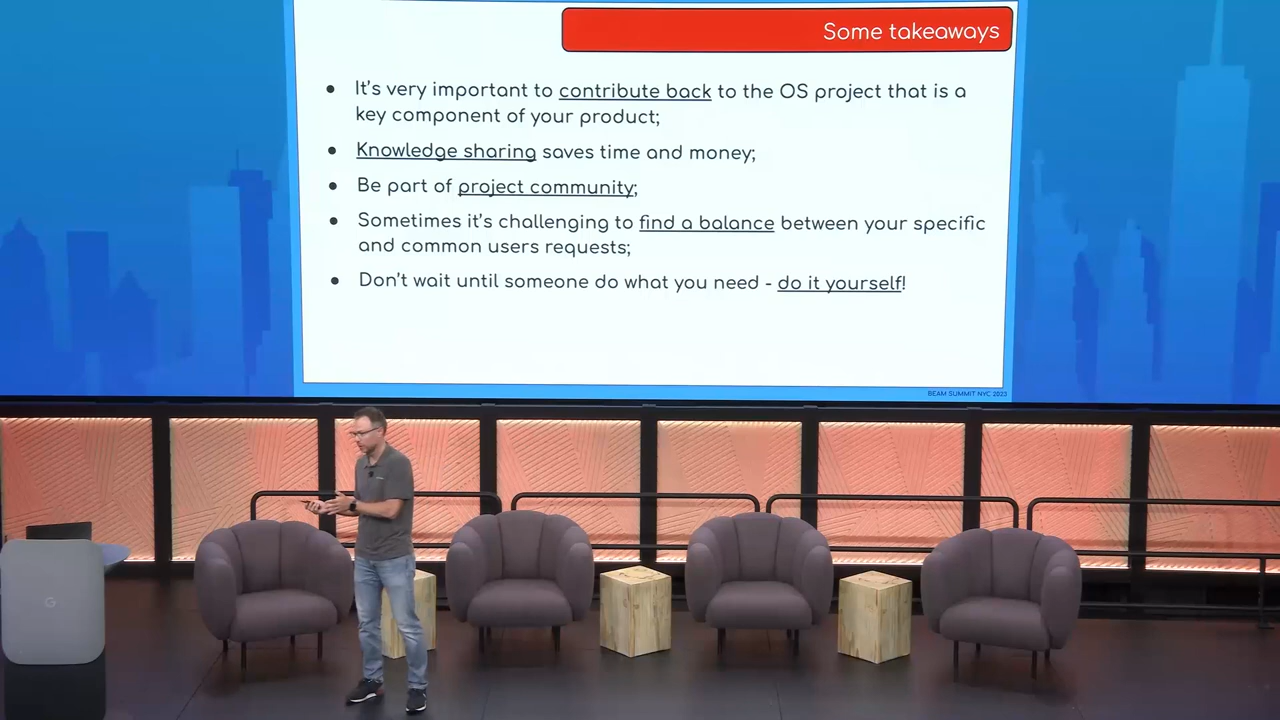 Some takeaways
● It's very important to contribute back to the OS project that is a
key component of your product;
● Knowledge sharing saves time and money;
● Be part of project community;
● Sometimes it's challenging to find a balance between your specific
and common users requests;
● Don't wait until someone do what you need - do it yourself!
BEAM SUMMIT NYC 2023
G